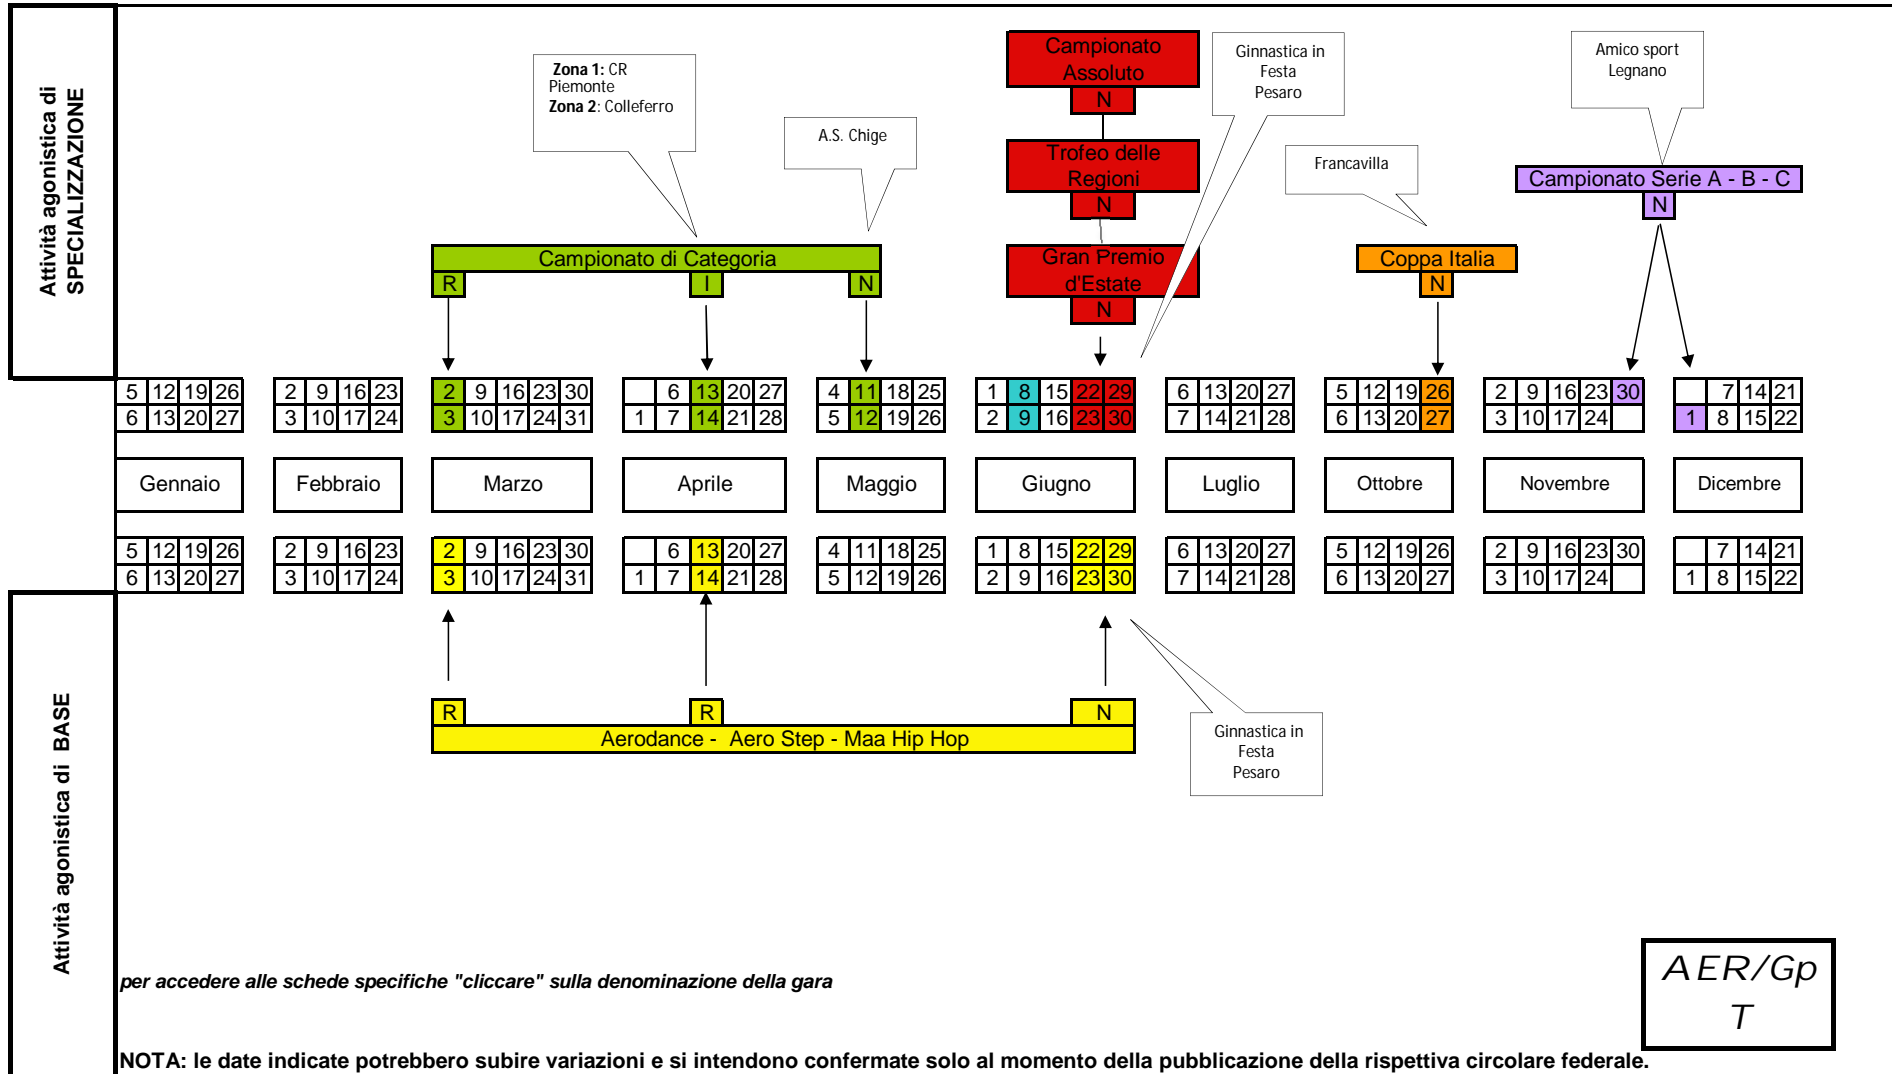 Attività agonistica di
SPECIALIZZAZIONE
Zona 1: CR
Piemonte
Zona 2: Colleferro
A.S. Chige
Campionato
Assoluto
N
Trofeo delle
Regioni
N
Gran Premio
d'Estate
N
Ginnastica in
Festa
Pesaro
Francavilla
Amico sport
Legnano
Campionato Serie A - B - C
N
Campionato di Categoria
R I N
Coppa Italia
N
5 12 19 26 2 9 16 23 2 9 16 23 30 6 13 20 27 4 11 18 25 1 8 15 22 29 6 13 20 27 5 12 19 26 2 9 16 23 30 7 14 21
6 13 20 27 3 10 17 24 3 10 17 24 31 1 7 14 21 28 5 12 19 26 2 9 16 23 30 7 14 21 28 6 13 20 27 3 10 17 24 1 8 15 22
Gennaio Febbraio Marzo Aprile Maggio Giugno Luglio Ottobre Novembre Dicembre
5 12 19 26 2 9 16 23 2 9 16 23 30 6 13 20 27 4 11 18 25 1 8 15 22 29 6 13 20 27 5 12 19 26 2 9 16 23 30 7 14 21
6 13 20 27 3 10 17 24 3 10 17 24 31 1 7 14 21 28 5 12 19 26 2 9 16 23 30 7 14 21 28 6 13 20 27 3 10 17 24 1 8 15 22
Attività agonistica di BASE
R R N
Aerodance - Aero Step - Maa Hip Hop
Ginnastica in
Festa
Pesaro
per accedere alle schede specifiche "cliccare" sulla denominazione della gara
AER/Gp
T
NOTA: le date indicate potrebbero subire variazioni e si intendono confermate solo al momento della pubblicazione della rispettiva circolare federale.